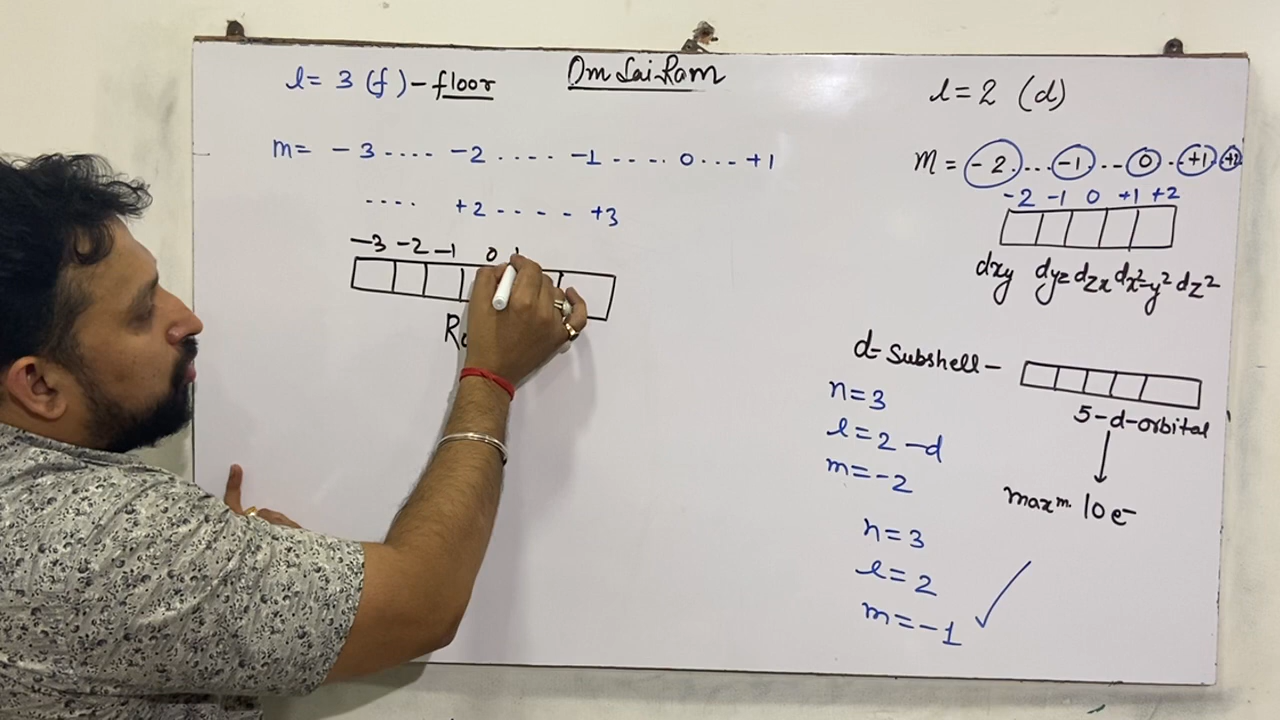 Om Sai Ram
l= 3 (f) - floor
m= -3 .... -2 ..... -1 ..... 0 ... +1
.... +2 ..... +3
-3 -2 -1 0
l=2 (d)
m= -2 .... -1 .. 0 . +1 +2
-2 -1 0 +1 +2
dxy dyz dzx dx²-y² dz²
d-Subshell -
5-d-orbital
maxᵐ. 10e⁻
n=3
l=2-d
m=-2
n=3
l=2
m=-1